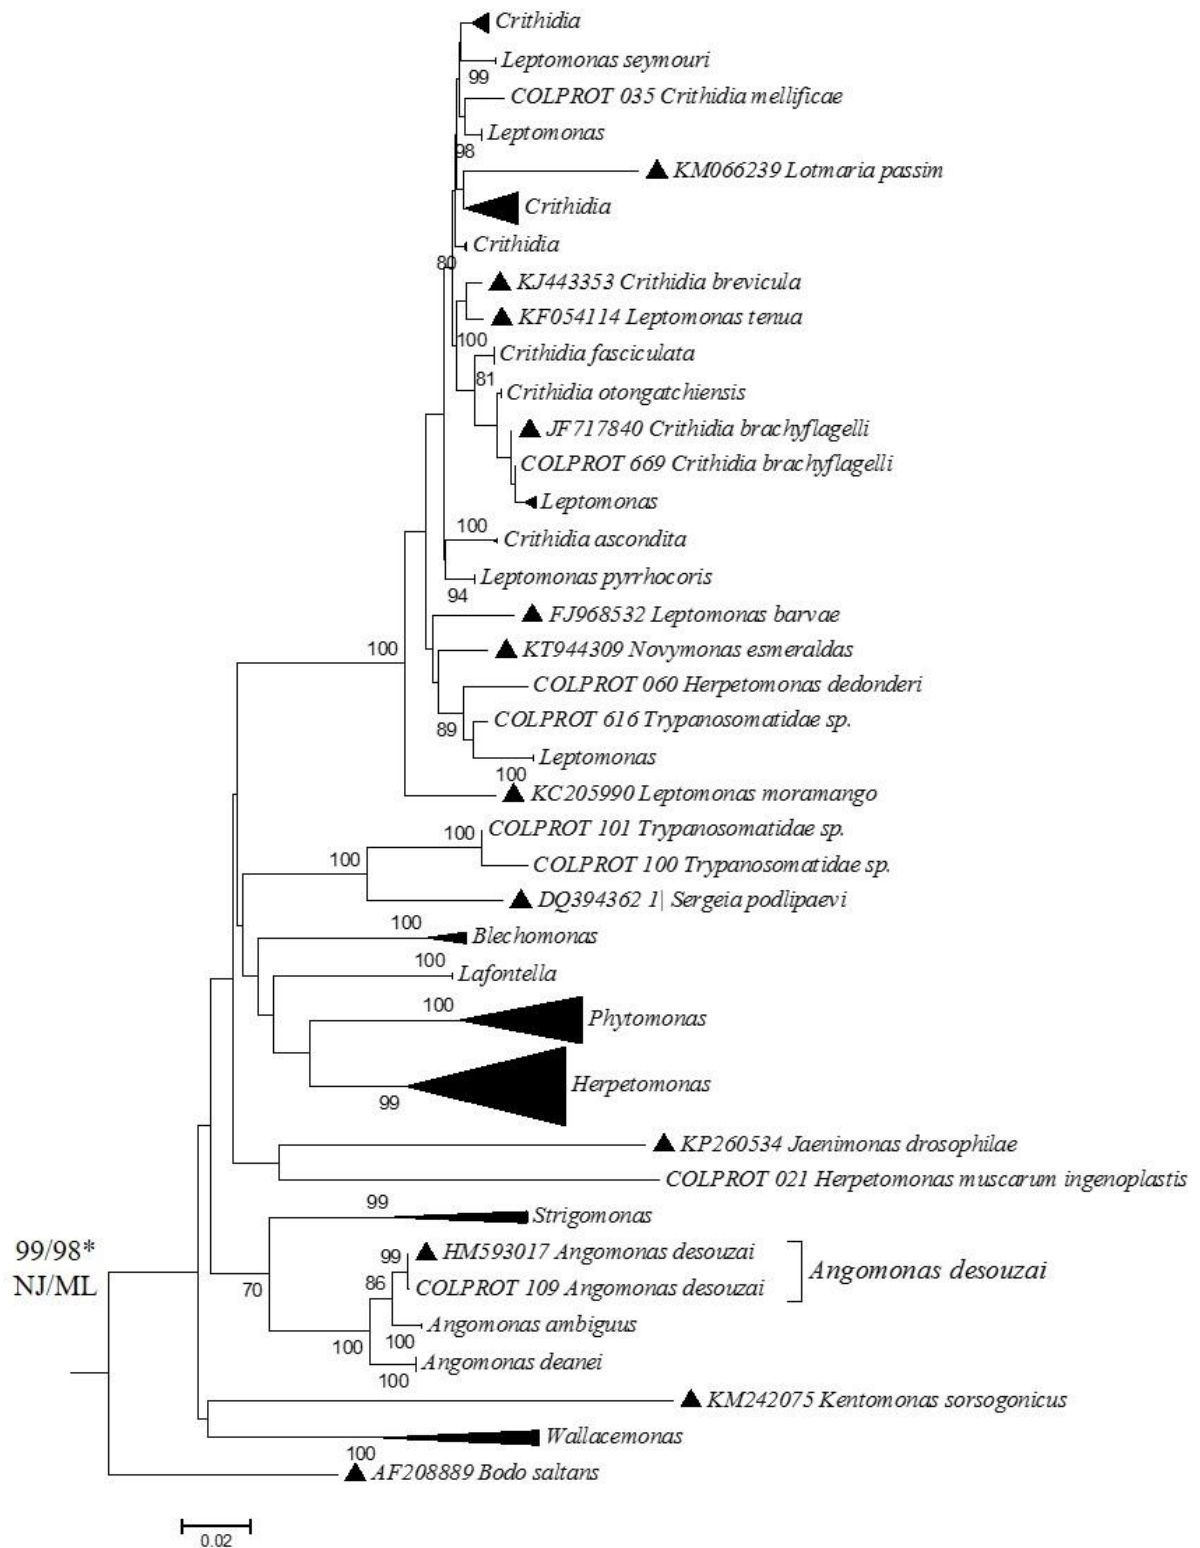 Crithidia
Leptomonas seymouri
99
COLPROT 035 Crithidia mellificae
Leptomonas
98
KM066239 Lotmaria passim
Crithidia
Crithidia
80
KJ443353 Crithidia brevicula
KF054114 Leptomonas tenua
100
Crithidia fasciculata
81
Crithidia otongatchiensis
JF717840 Crithidia brachyflagelli
COLPROT 669 Crithidia brachyflagelli
Leptomonas
100
Crithidia ascondita
Leptomonas pyrrhocoris
94
FJ968532 Leptomonas barvae
100
KT944309 Novymonas esmeraldas
COLPROT 060 Herpetomonas dedonderi
COLPROT 616 Trypanosomatidae sp.
89
Leptomonas
100
KC205990 Leptomonas moramango
COLPROT 101 Trypanosomatidae sp.
100
100
COLPROT 100 Trypanosomatidae sp.
DQ394362 1| Sergeia podlipaevi
100
Blechomonas
100
Lafontella
100
Phytomonas
Herpetomonas
99
KP260534 Jaenimonas drosophilae
COLPROT 021 Herpetomonas muscarum ingenoplastis
99
Strigomonas
99/98*
NJ/ML
99
HM593017 Angomonas desouzai
Angomonas desouzai
86
COLPROT 109 Angomonas desouzai
70
Angomonas ambiguus
100
100
Angomonas deanei
100
KM242075 Kentomonas sorsogonicus
Wallacemonas
100
AF208889 Bodo saltans
0.02